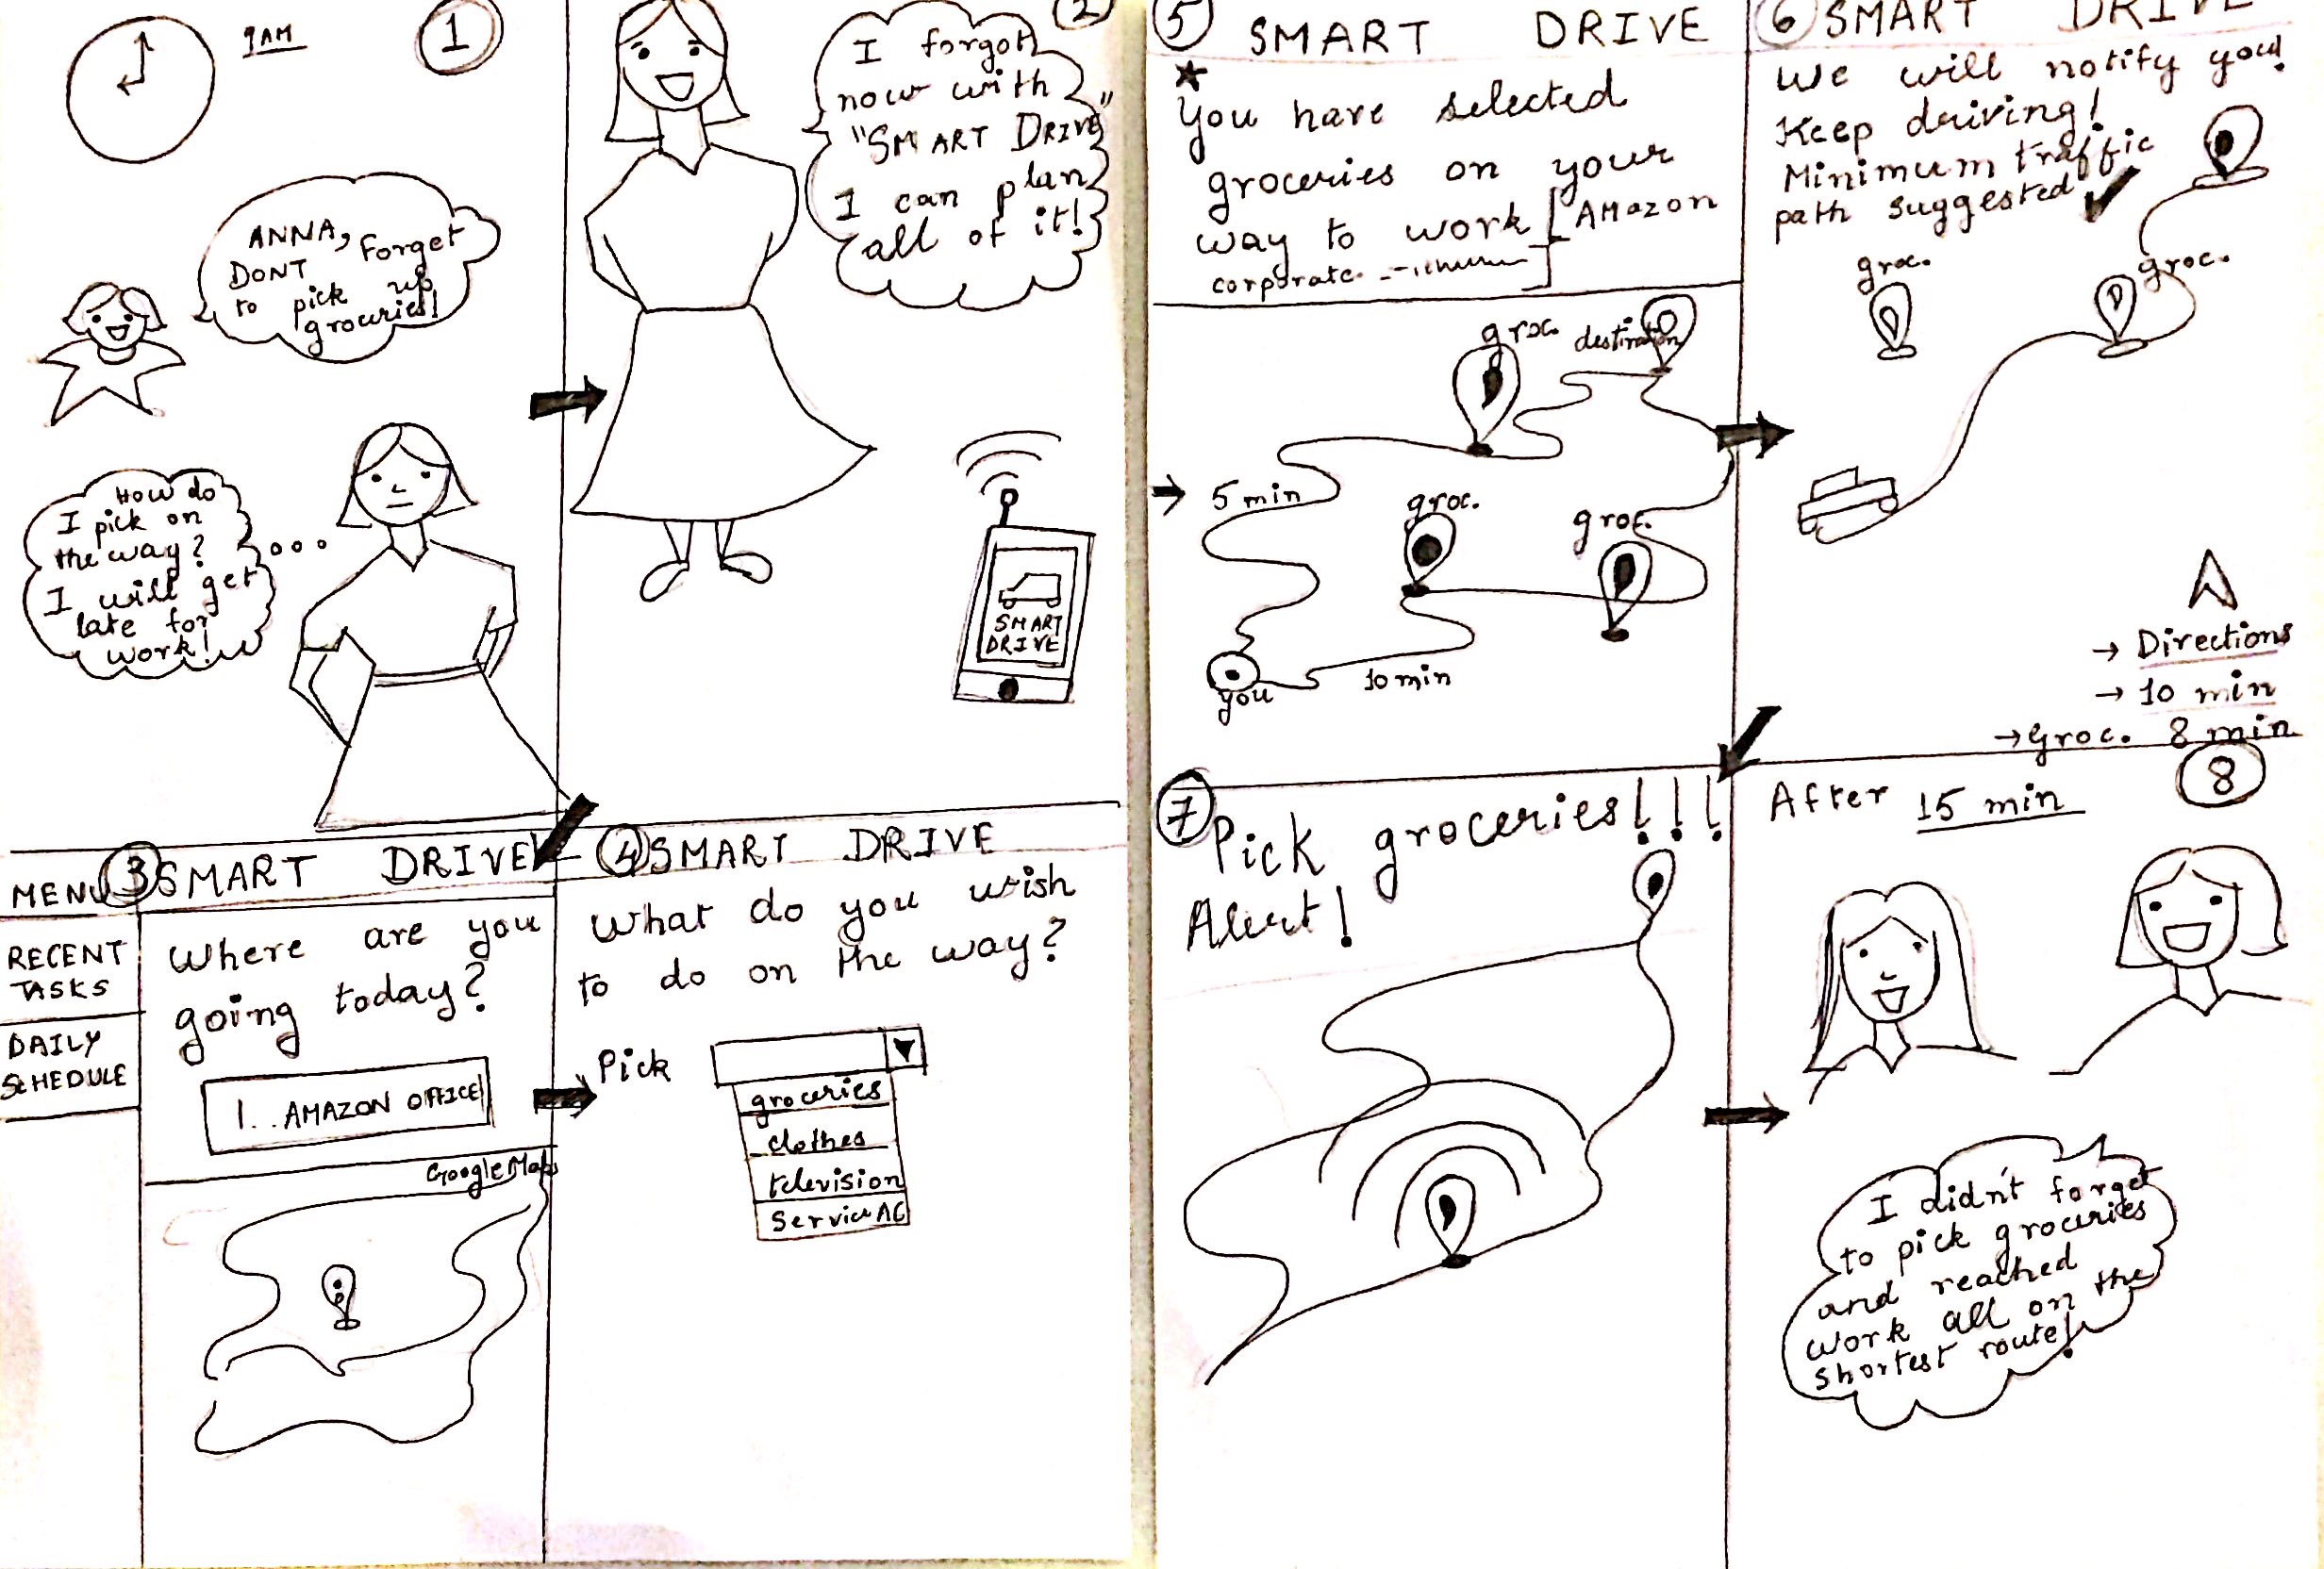 9AM
1
ANNA,
DONT forget
to pick up
groceries!
How do
I pick on
the way?
I will get
late for
work!
2
I forgot
now with
"SMART DRIVE"
I can plan
all of it!
SMART
DRIVE
3 SMART DRIVE
MENU
RECENT
TASKS
DAILY
SCHEDULE
Where are you
going today?
1. . AMAZON OFFICE
Google Maps
4 SMART DRIVE
What do you wish
to do on the way?
Pick
groceries
clothes
television
Service AC
5 SMART DRIVE
You have selected
groceries on your
way to work [Amazon
corporate.
groc. destination
5 min
groc.
groc.
you
10 min
6 SMART DRIVE
We will notify you!
Keep driving!
Minimum traffic
path suggested
groc.
groc.
→ Directions
→ 10 min
→ Groc. 8 min
7 Pick groceries!!!
Alert!
8
After 15 min
I didn't forget
to pick groceries
and reached
work all on the
shortest route!